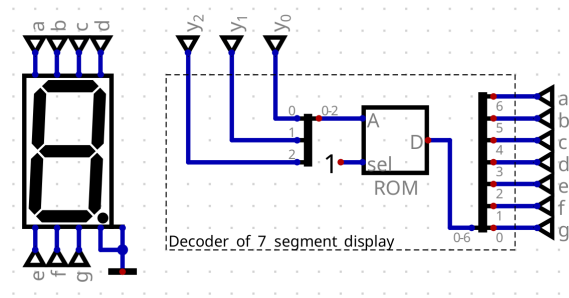 a b c d
e f g
y2 y1 y0
0 0-2
1
2
A
D
1 sel
ROM
Decoder of 7 segment display
0-6
6 a
5 b
4 c
3 d
2 e
1 f
0 g